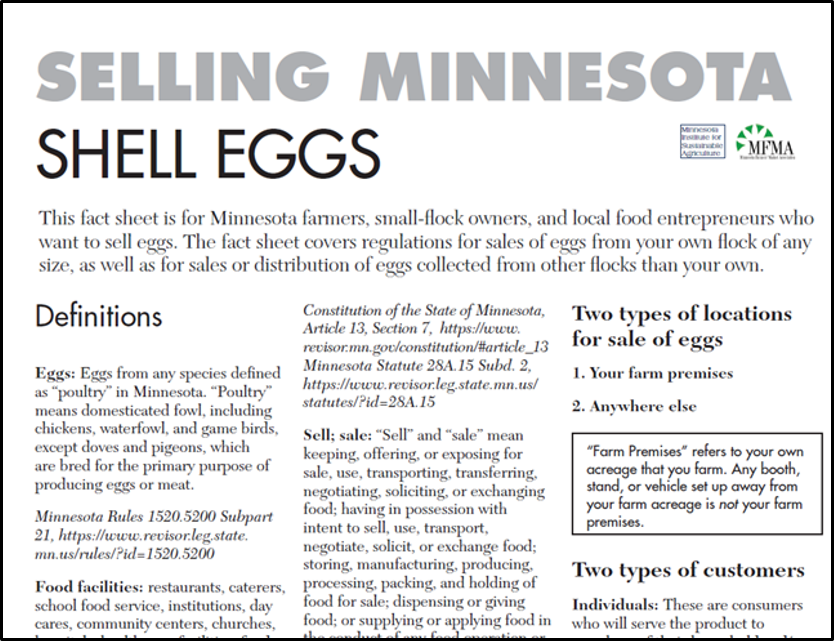 SELLING MINNESOTA
SHELL EGGS
Minnesota
Institute for
Sustainable
Agriculture
MFMA
This fact sheet is for Minnesota farmers, small-flock owners, and local food entrepreneurs who
want to sell eggs. The fact sheet covers regulations for sales of eggs from your own flock of any
size, as well as for sales or distribution of eggs collected from other flocks than your own.
Definitions
Eggs: Eggs from any species defined
as “poultry” in Minnesota. “Poultry”
means domesticated fowl, including
chickens, waterfowl, and game birds,
except doves and pigeons, which
are bred for the primary purpose of
producing eggs or meat.
Minnesota Rules 1520.5200 Subpart
21, https://www.revisor.leg.state.
mn.us/rules/?id=1520.5200
Food facilities: restaurants, caterers,
school food service, institutions, day
cares, community centers, churches,
Constitution of the State of Minnesota,
Article 13, Section 7, https://www.
revisor.mn.gov/constitution/#article_13
Minnesota Statute 28A.15 Subd. 2,
https://www.revisor.leg.state.mn.us/
statutes/?id=28A.15
Sell; sale: “Sell” and “sale” mean
keeping, offering, or exposing for
sale, use, transporting, transferring,
negotiating, soliciting, or exchanging
food; having in possession with
intent to sell, use, transport,
negotiate, solicit, or exchange food;
storing, manufacturing, producing,
processing, packing, and holding of
food for sale; dispensing or giving
food; or supplying or applying food in
Two types of locations
for sale of eggs
1. Your farm premises
2. Anywhere else
“Farm Premises” refers to your own
acreage that you farm. Any booth,
stand, or vehicle set up away from
your farm acreage is not your farm
premises.
Two types of customers
Individuals: These are consumers
who will serve the product to